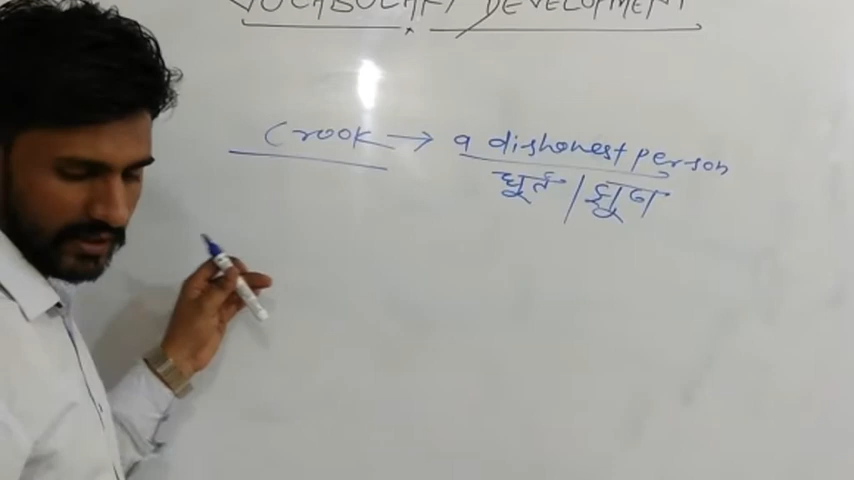 VOCABULARY DEVELOPMENT
Crook → a dishonest person
धूर्त /